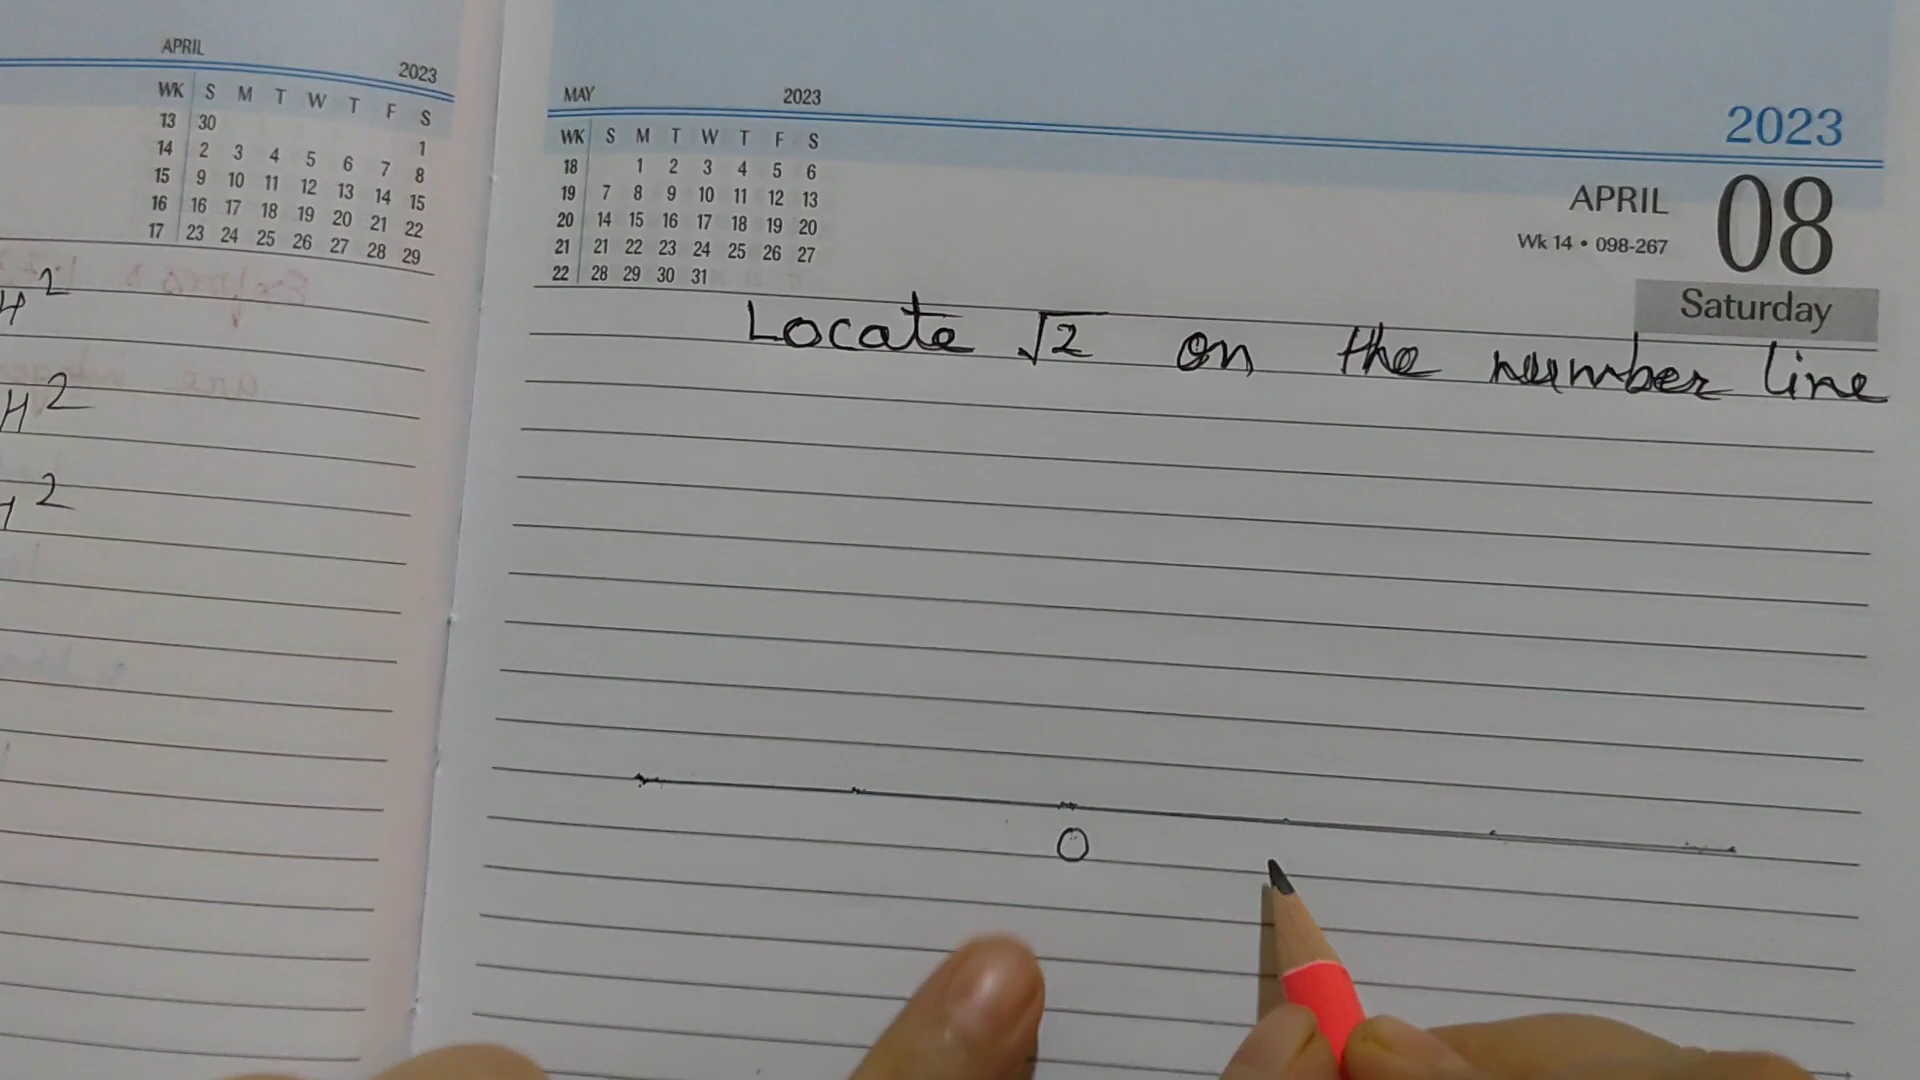 APRIL 2023
WK S M T W T F S
13 30 1
14 2 3 4 5 6 7 8
15 9 10 11 12 13 14 15
16 16 17 18 19 20 21 22
17 23 24 25 26 27 28 29
H²
H²
2
MAY 2023
WK S M T W T F S
18 1 2 3 4 5 6
19 7 8 9 10 11 12 13
20 14 15 16 17 18 19 20
21 21 22 23 24 25 26 27
22 28 29 30 31
2023
APRIL 08
Wk 14 • 098-267
Saturday
Locate √2 on the number line
0